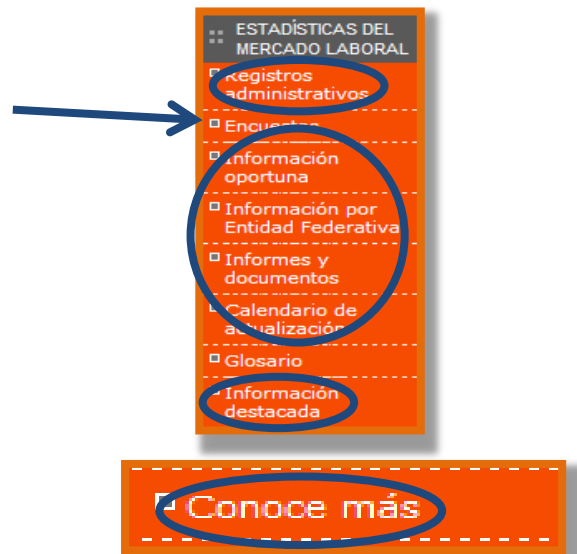 ESTADÍSTICAS DEL
MERCADO LABORAL
Registros
administrativos
Encuestas
Información
oportuna
Información por
Entidad Federativa
Informes y
documentos
Calendario de
actualización
Glosario
Información
destacada
Conoce más